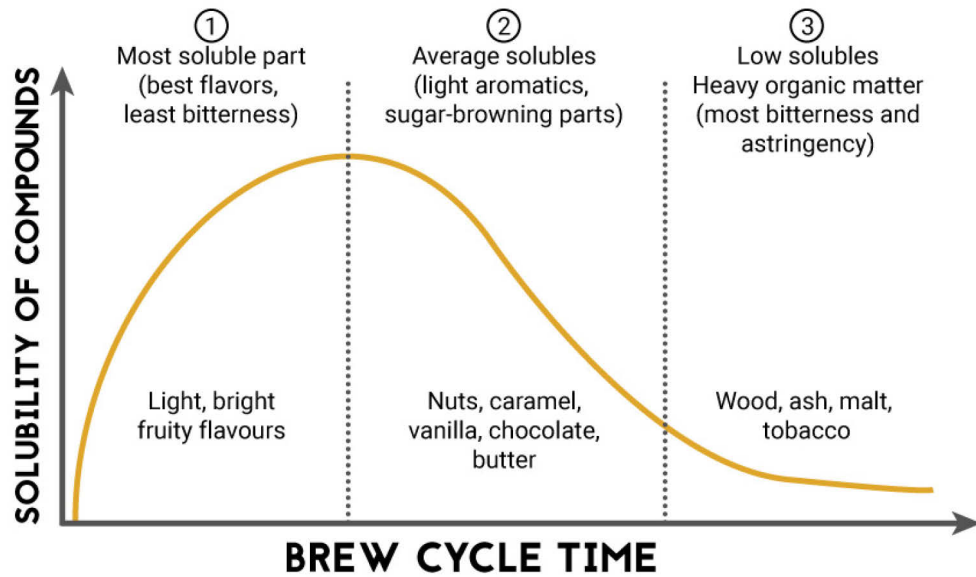 1
Most soluble part
(best flavors,
least bitterness)
2
Average solubles
(light aromatics,
sugar-browning parts)
3
Low solubles
Heavy organic matter
(most bitterness and
astringency)
SOLUBILITY OF COMPOUNDS
Light, bright
fruity flavours
Nuts, caramel,
vanilla, chocolate,
butter
Wood, ash, malt,
tobacco
BREW CYCLE TIME